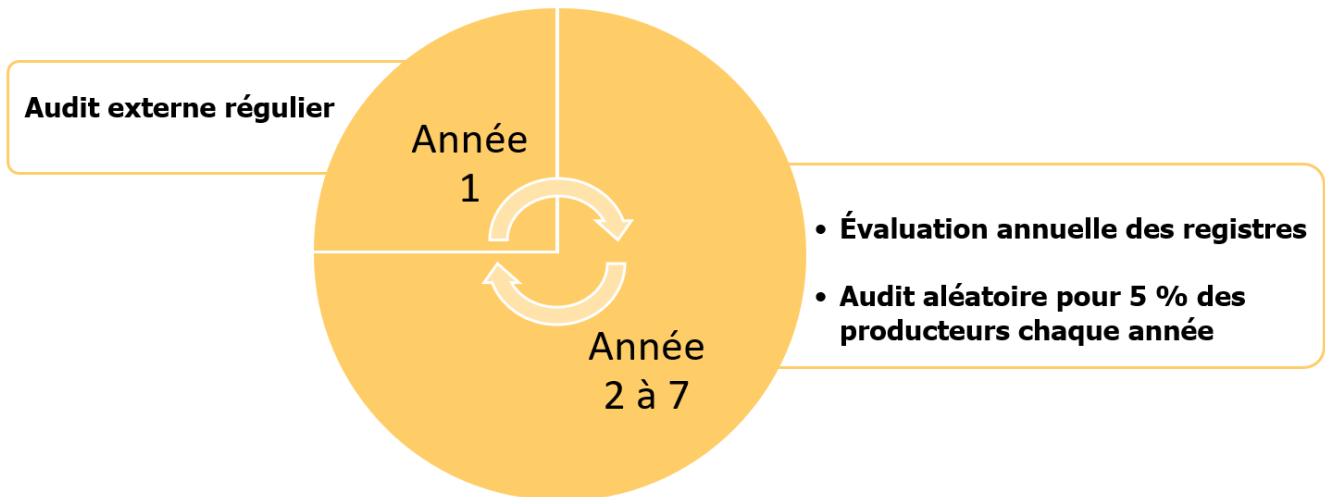 Audit externe régulier
Année
1
• Évaluation annuelle des registres
• Audit aléatoire pour 5 % des
producteurs chaque année
Année
2 à 7